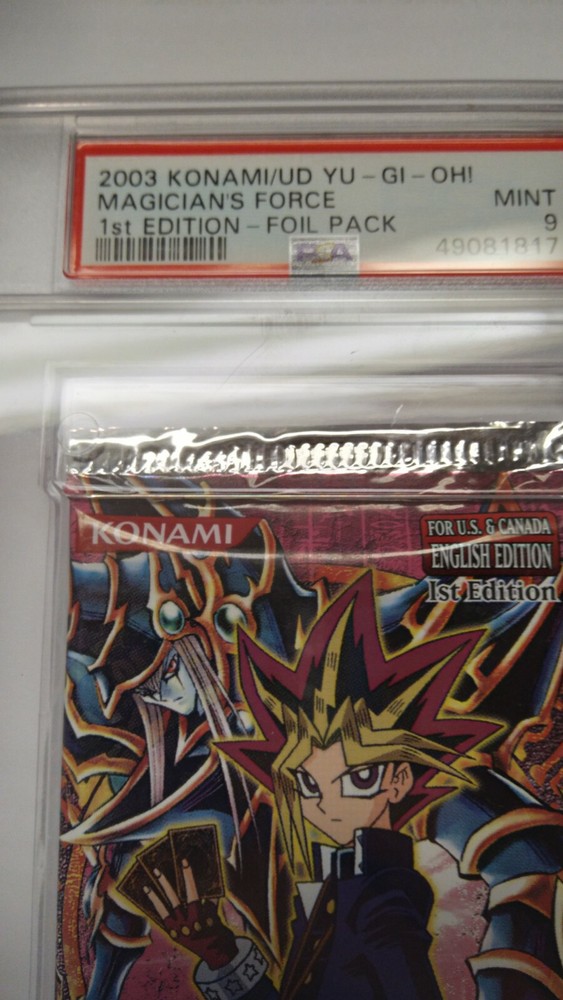 2003 KONAMI/UD YU-GI-OH!
MAGICIAN'S FORCE MINT
1st EDITION-FOIL PACK 9
PSA 49081817
KONAMI
FOR U.S. & CANADA
ENGLISH EDITION
1st Edition